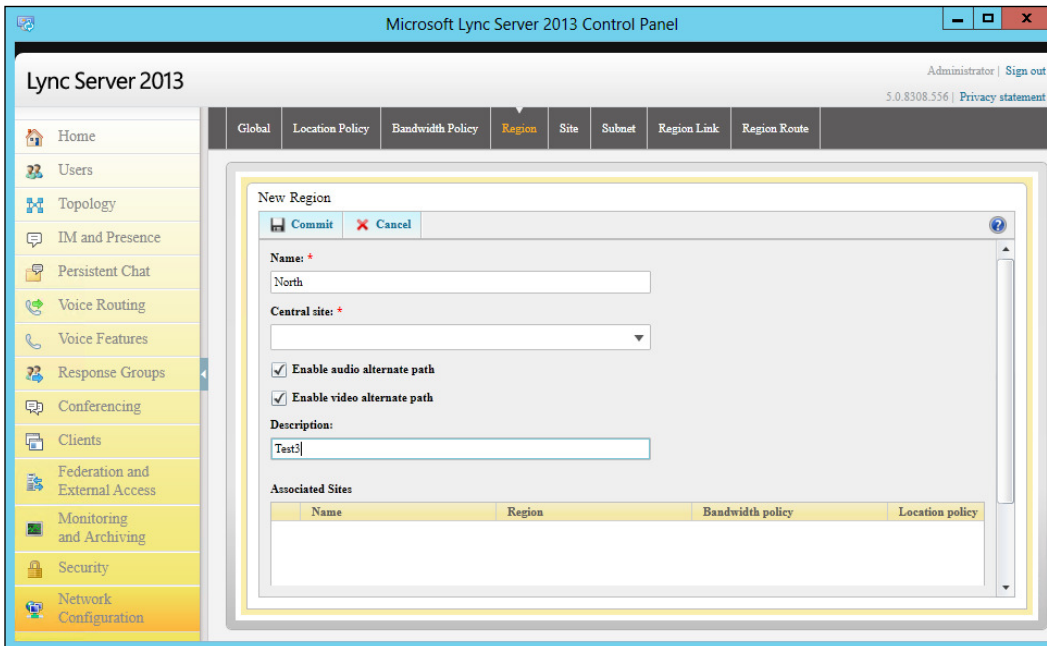 Microsoft Lync Server 2013 Control Panel
Lync Server 2013
Administrator | Sign out
5.0.8308.556 | Privacy statement
Home
Users
Topology
IM and Presence
Persistent Chat
Voice Routing
Voice Features
Response Groups
Conferencing
Clients
Federation and
External Access
Monitoring
and Archiving
Security
Network
Configuration
Global Location Policy Bandwidth Policy Region Site Subnet Region Link Region Route
New Region
Commit Cancel
Name: *
North
Central site: *
Enable audio alternate path
Enable video alternate path
Description:
Test3
Associated Sites
Name Region Bandwidth policy Location policy